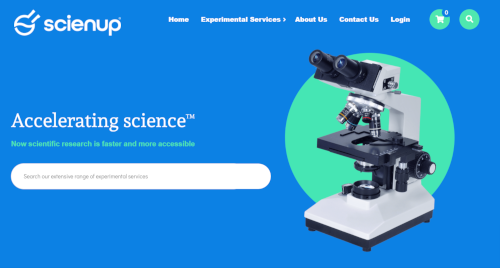 scienup
Home Experimental Services › About Us Contact Us Login 0
Accelerating science™
Now scientific research is faster and more accessible
Search our extensive range of experimental services